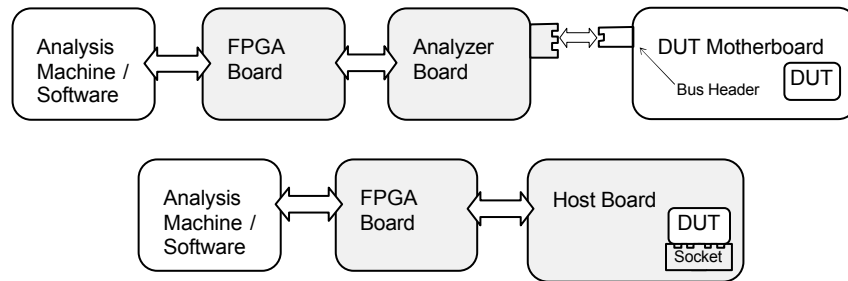 Analysis
Machine /
Software
FPGA
Board
Analyzer
Board
DUT Motherboard
DUT
Bus Header
Analysis
Machine /
Software
FPGA
Board
Host Board
DUT
Socket